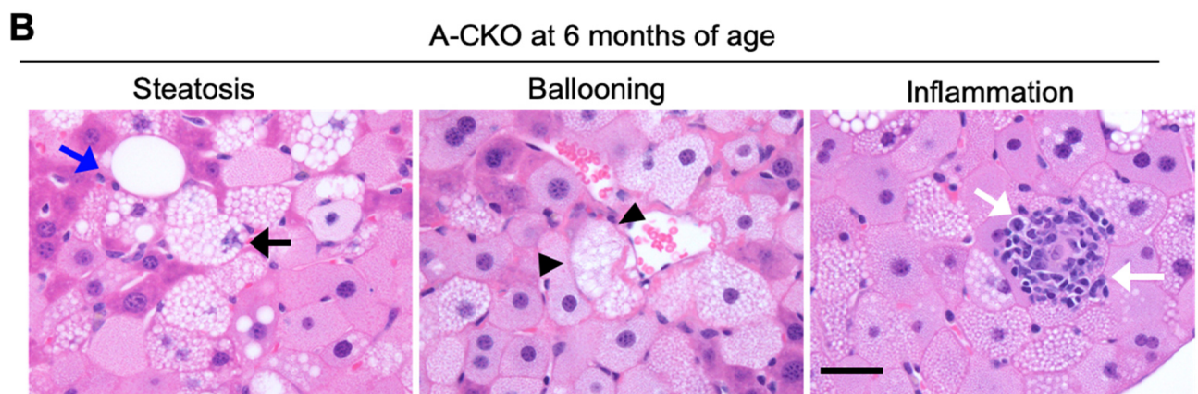 B
A-CKO at 6 months of age
Steatosis
Ballooning
Inflammation